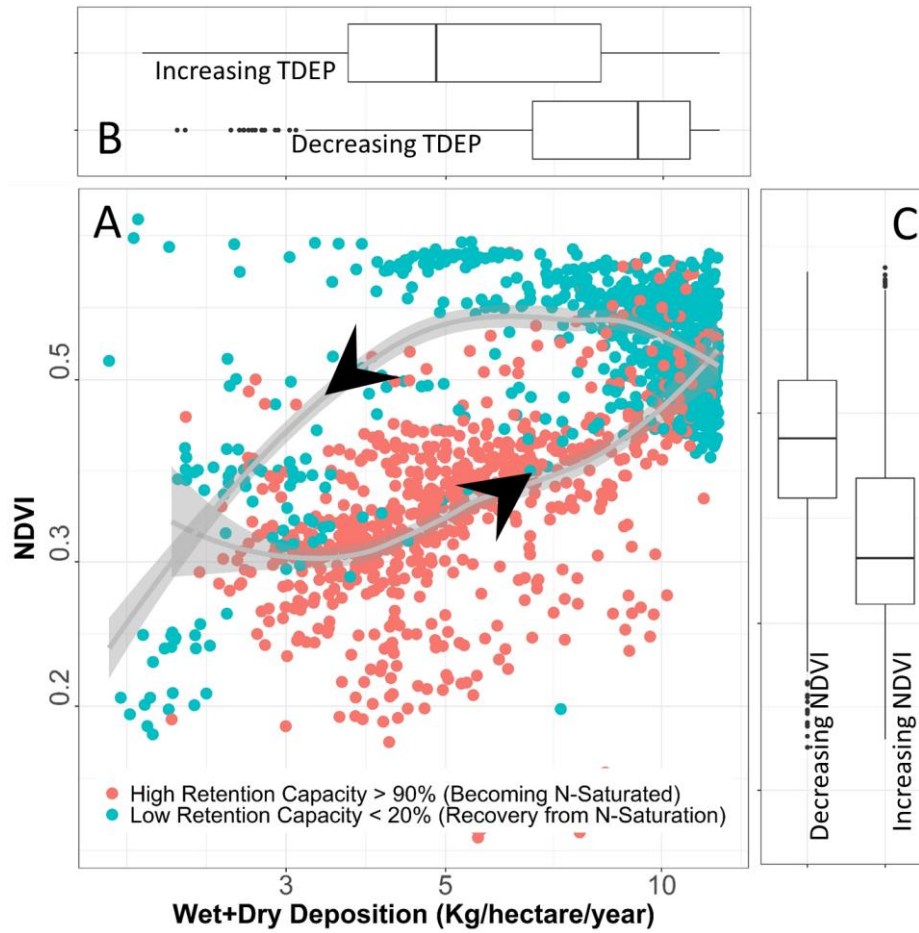 Increasing TDEP
B
Decreasing TDEP
A
C
0.5
0.3
0.2
NDVI
High Retention Capacity > 90% (Becoming N-Saturated)
Low Retention Capacity < 20% (Recovery from N-Saturation)
3
5
10
Wet+Dry Deposition (Kg/hectare/year)
Decreasing NDVI
Increasing NDVI